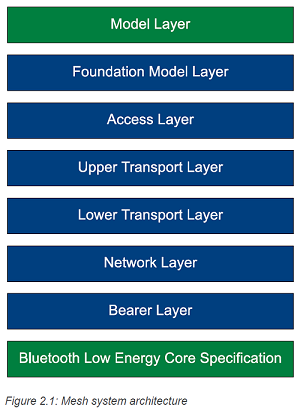 Model Layer
Foundation Model Layer
Access Layer
Upper Transport Layer
Lower Transport Layer
Network Layer
Bearer Layer
Bluetooth Low Energy Core Specification
Figure 2.1: Mesh system architecture